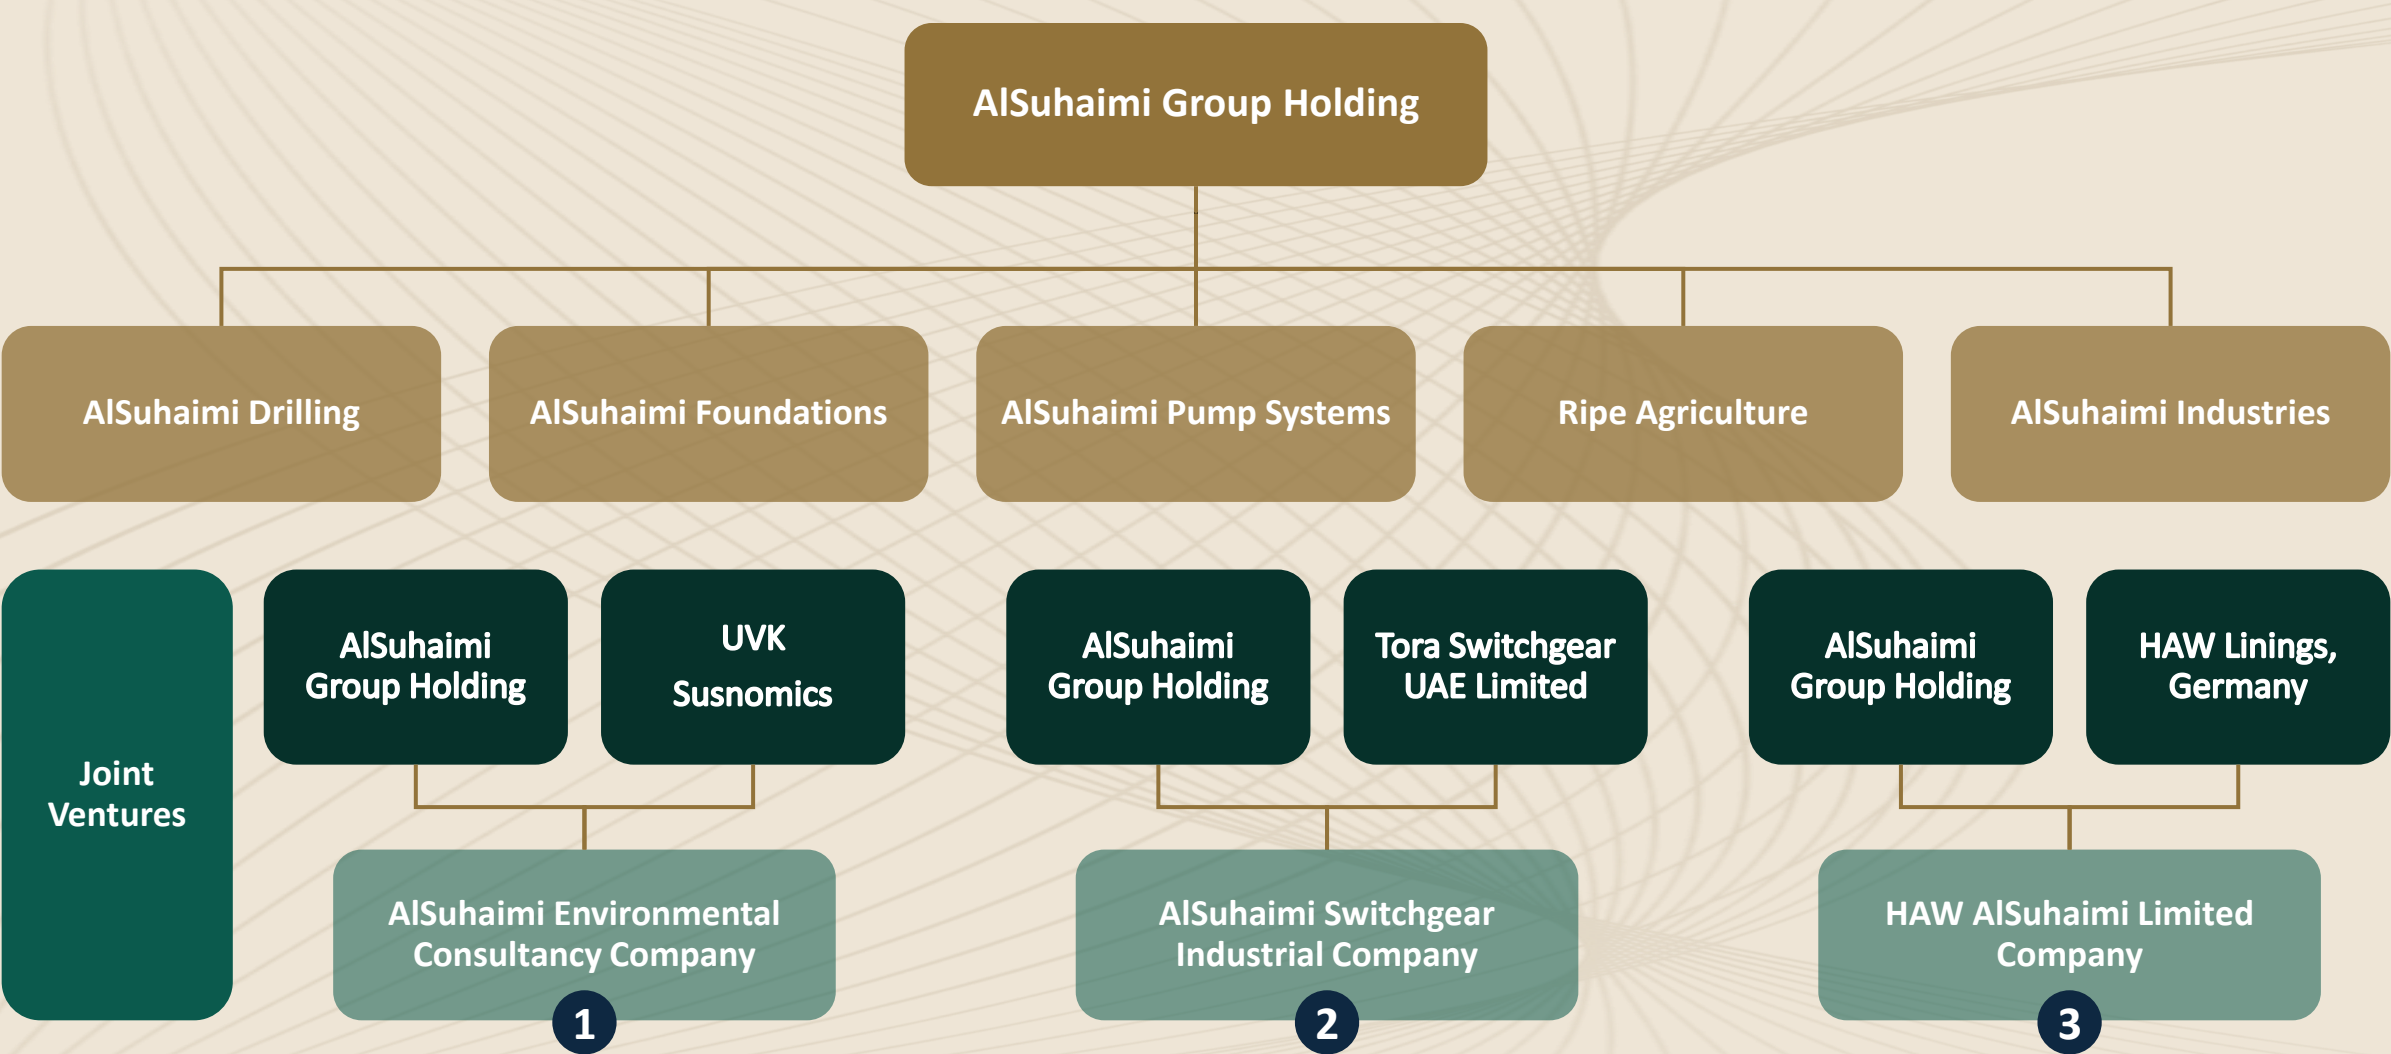 AlSuhaimi Group Holding
AlSuhaimi Drilling
AlSuhaimi Foundations
AlSuhaimi Pump Systems
Ripe Agriculture
AlSuhaimi Industries
Joint
Ventures
AlSuhaimi
Group Holding
UVK
Susnomics
AlSuhaimi
Group Holding
Tora Switchgear
UAE Limited
AlSuhaimi
Group Holding
HAW Linings,
Germany
AlSuhaimi Environmental
Consultancy Company
1
AlSuhaimi Switchgear
Industrial Company
2
HAW AlSuhaimi Limited
Company
3